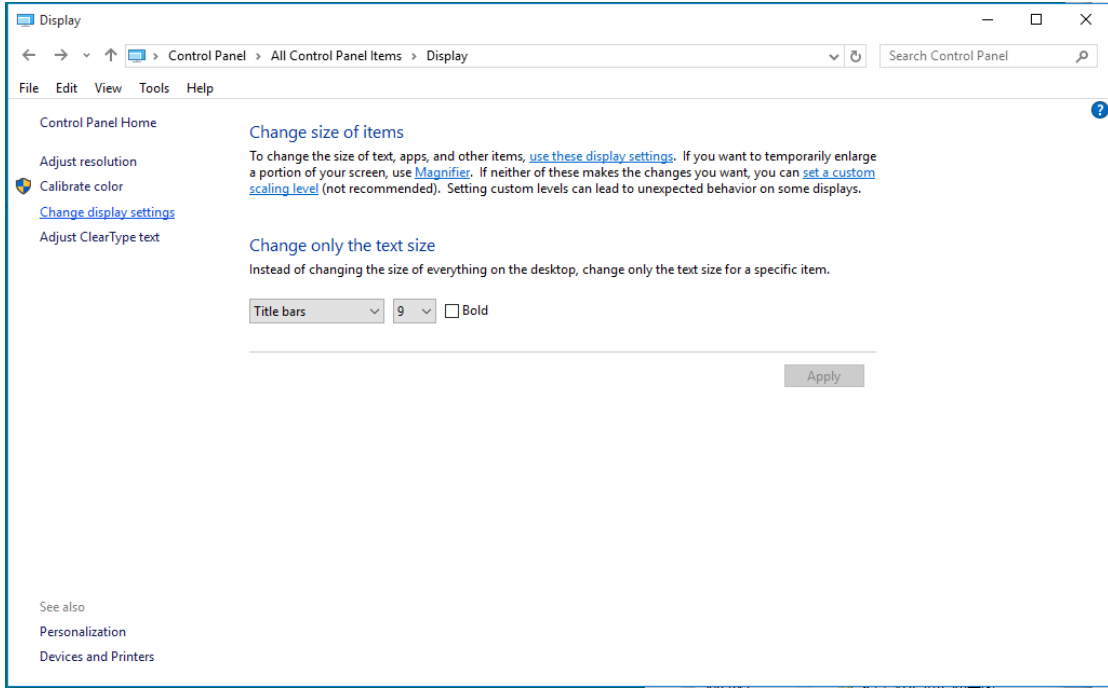 Display
Control Panel > All Control Panel Items > Display
Search Control Panel
File Edit View Tools Help
?
Control Panel Home
Adjust resolution
Calibrate color
Change display settings
Adjust ClearType text
Change size of items
To change the size of text, apps, and other items, use these display settings. If you want to temporarily enlarge
a portion of your screen, use Magnifier. If neither of these makes the changes you want, you can set a custom
scaling level (not recommended). Setting custom levels can lead to unexpected behavior on some displays.
Change only the text size
Instead of changing the size of everything on the desktop, change only the text size for a specific item.
Title bars 9 Bold
Apply
See also
Personalization
Devices and Printers